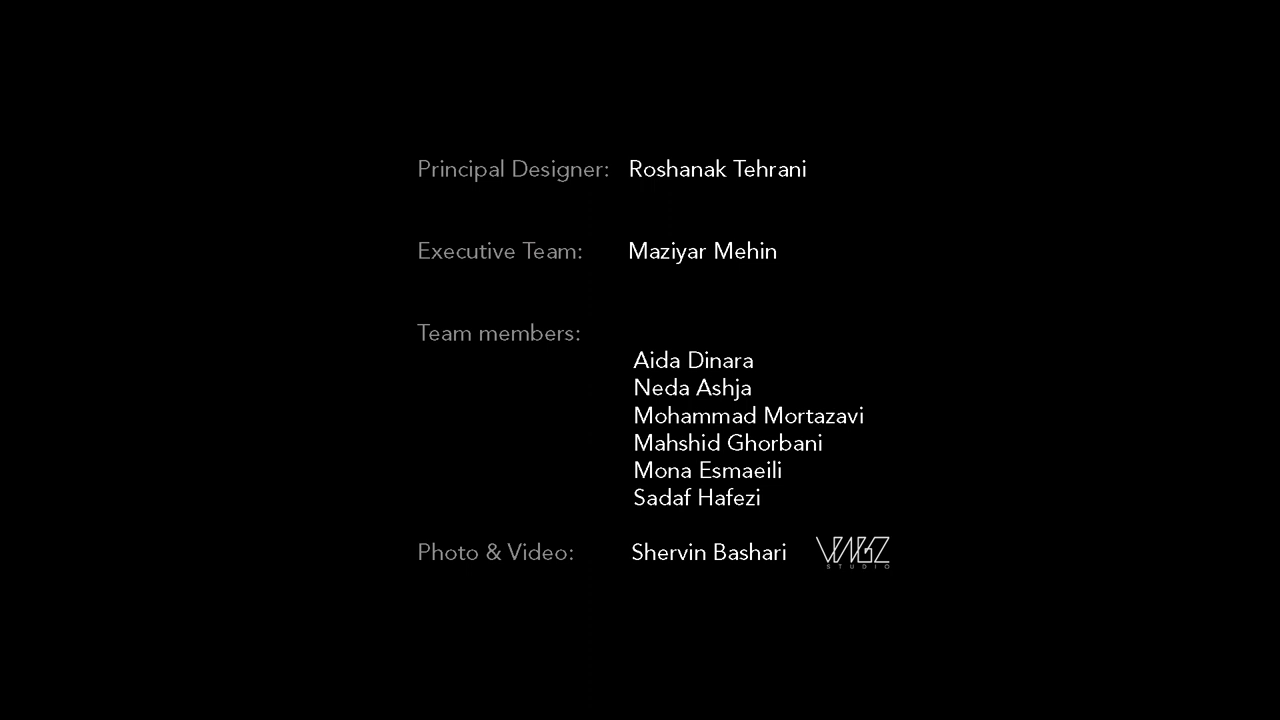 Principal Designer: Roshanak Tehrani
Executive Team: Maziyar Mehin
Team members:
Aida Dinara
Neda Ashja
Mohammad Mortazavi
Mahshid Ghorbani
Mona Esmaeili
Sadaf Hafezi
Photo & Video: Shervin Bashari
STUDIO